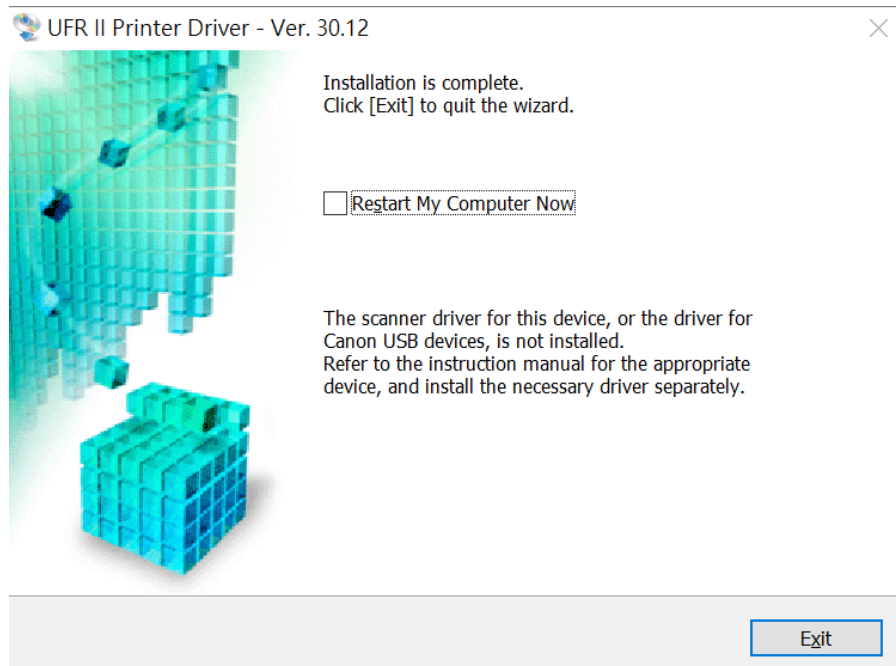 UFR II Printer Driver - Ver. 30.12
Installation is complete.
Click [Exit] to quit the wizard.
Restart My Computer Now
The scanner driver for this device, or the driver for
Canon USB devices, is not installed.
Refer to the instruction manual for the appropriate
device, and install the necessary driver separately.
Exit